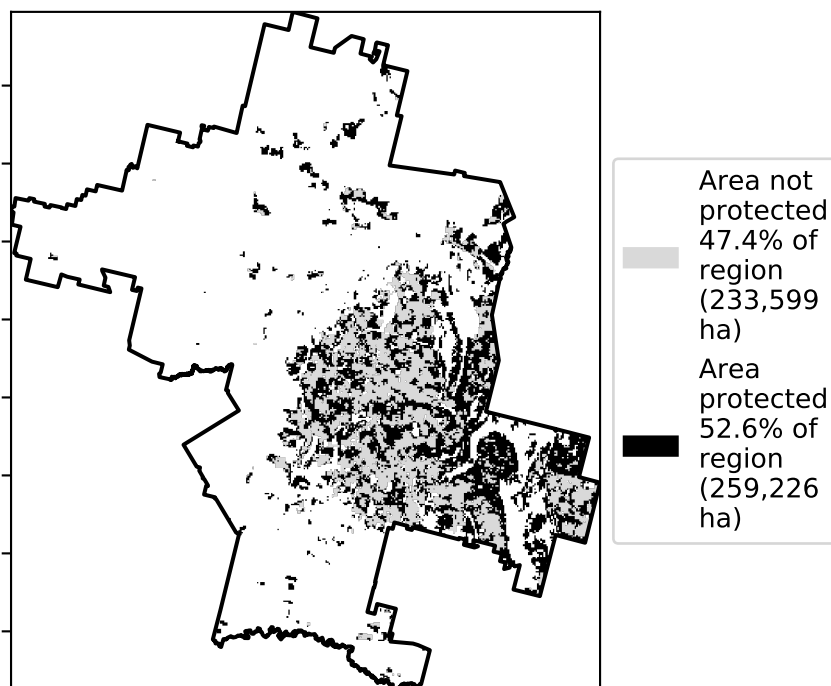 Area not
protected
47.4% of
region
(233,599
ha)
Area
protected
52.6% of
region
(259,226
ha)